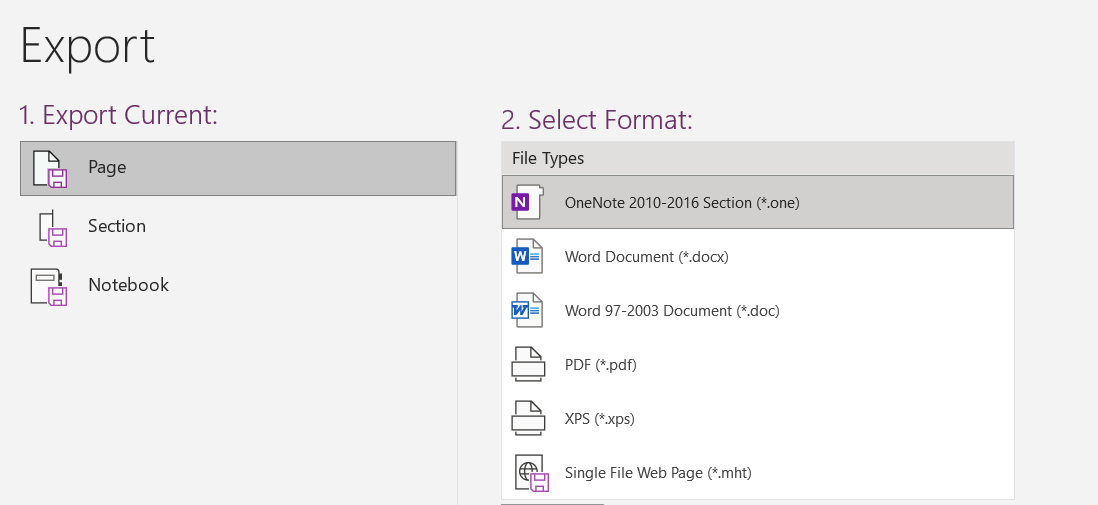 Export
1. Export Current:
Page
Section
Notebook
2. Select Format:
File Types
N
OneNote 2010-2016 Section (*.one)
W
Word Document (*.docx)
W
Word 97-2003 Document (*.doc)
PDF (*.pdf)
XPS (*.xps)
Single File Web Page (*.mht)